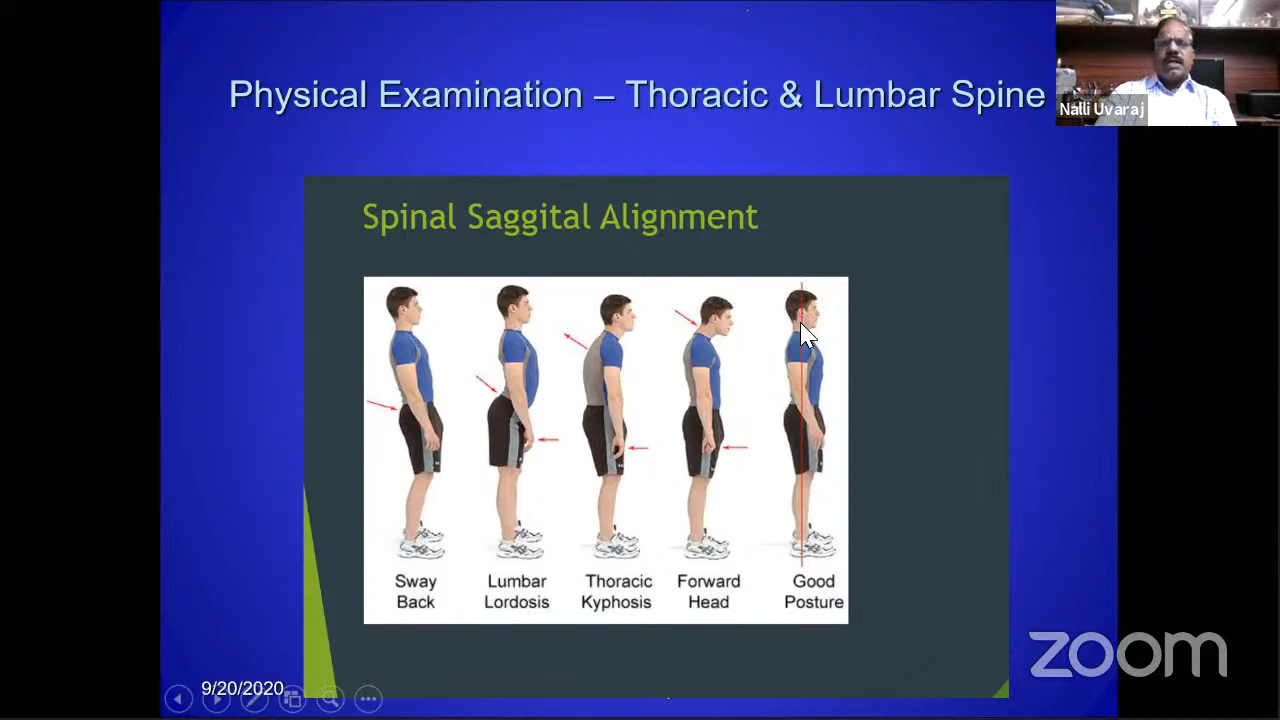 Physical Examination – Thoracic & Lumbar Spine
Nalli Uvaraj
Spinal Saggital Alignment
Sway
Back
Lumbar
Lordosis
Thoracic
Kyphosis
Forward
Head
Good
Posture
zoom
9/20/2020